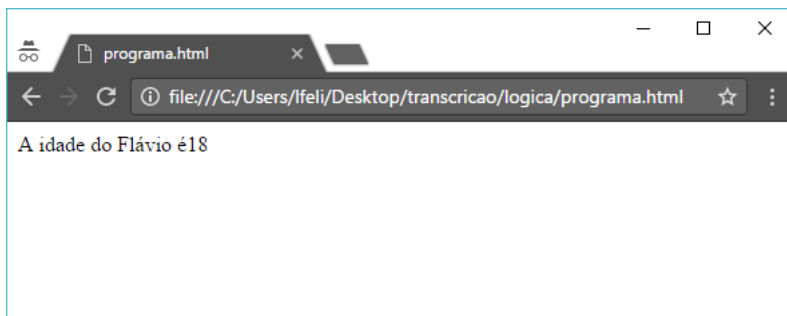 programa.html
file:///C:/Users/lfeli/Desktop/transcricao/logica/programa.html
A idade do Flávio é18